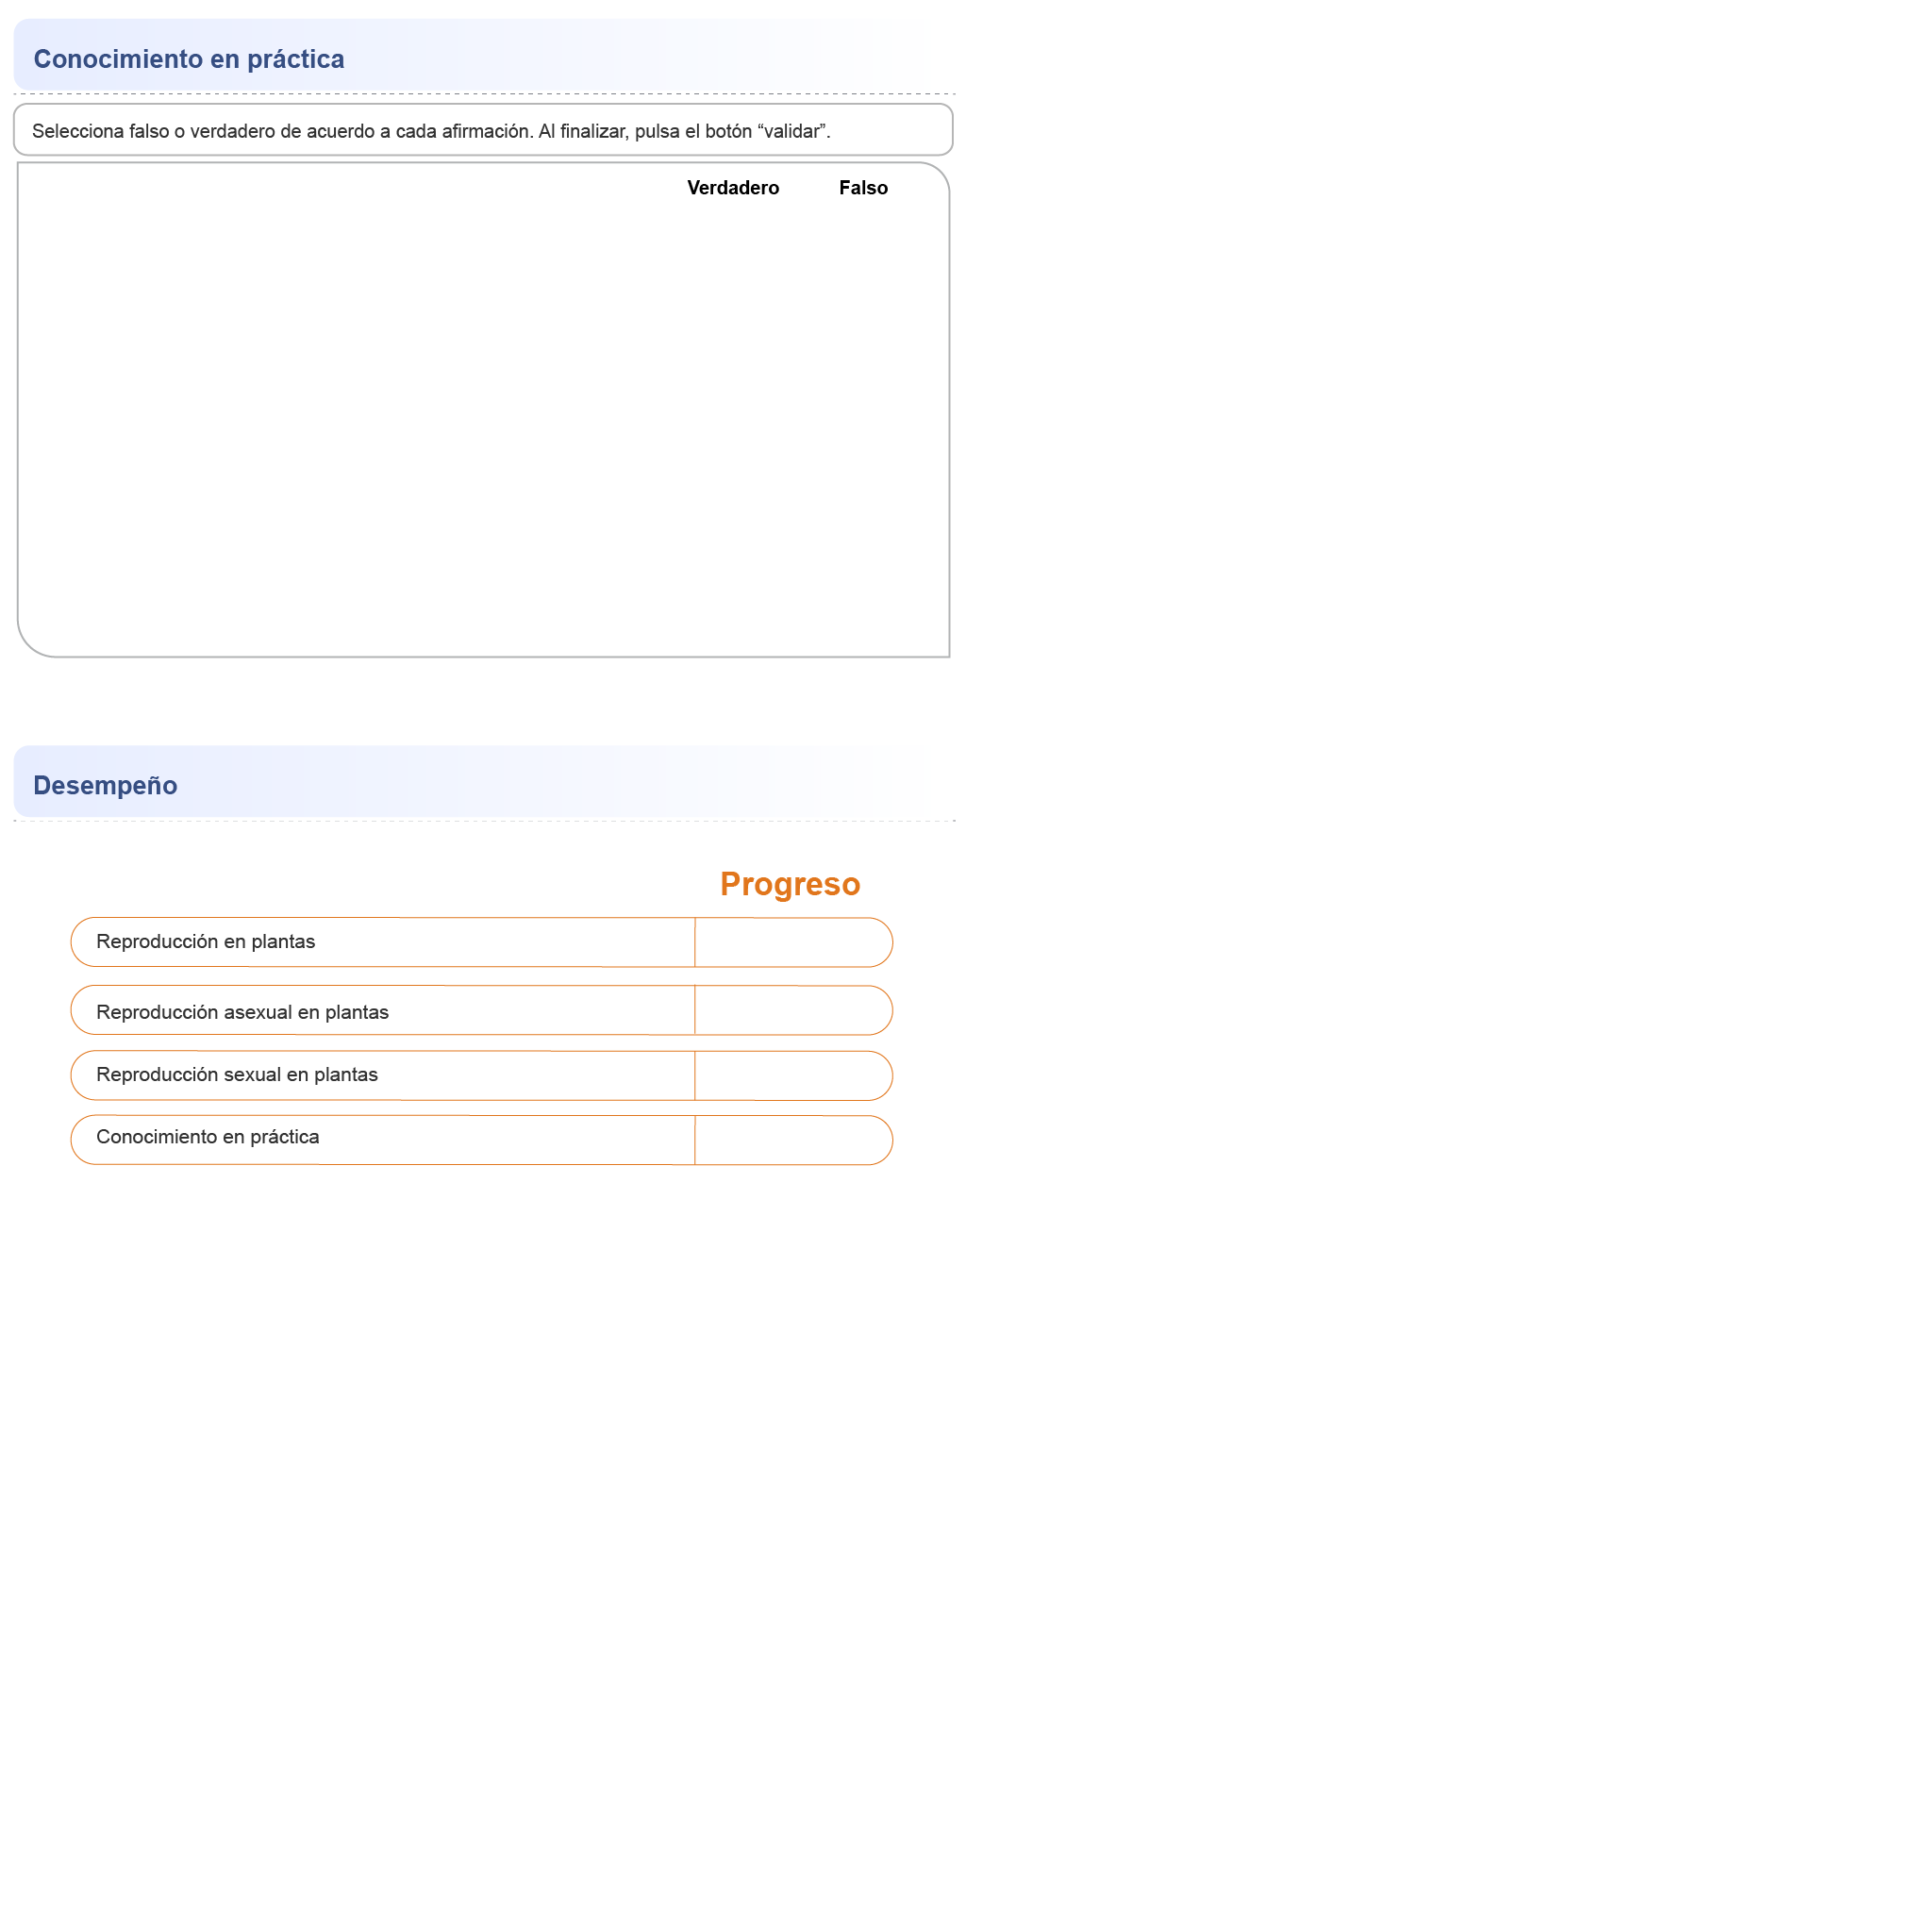 Conocimiento en práctica
Selecciona falso o verdadero de acuerdo a cada afirmación. Al finalizar, pulsa el botón “validar”.
Verdadero Falso
Desempeño
Progreso
Reproducción en plantas
Reproducción asexual en plantas
Reproducción sexual en plantas
Conocimiento en práctica